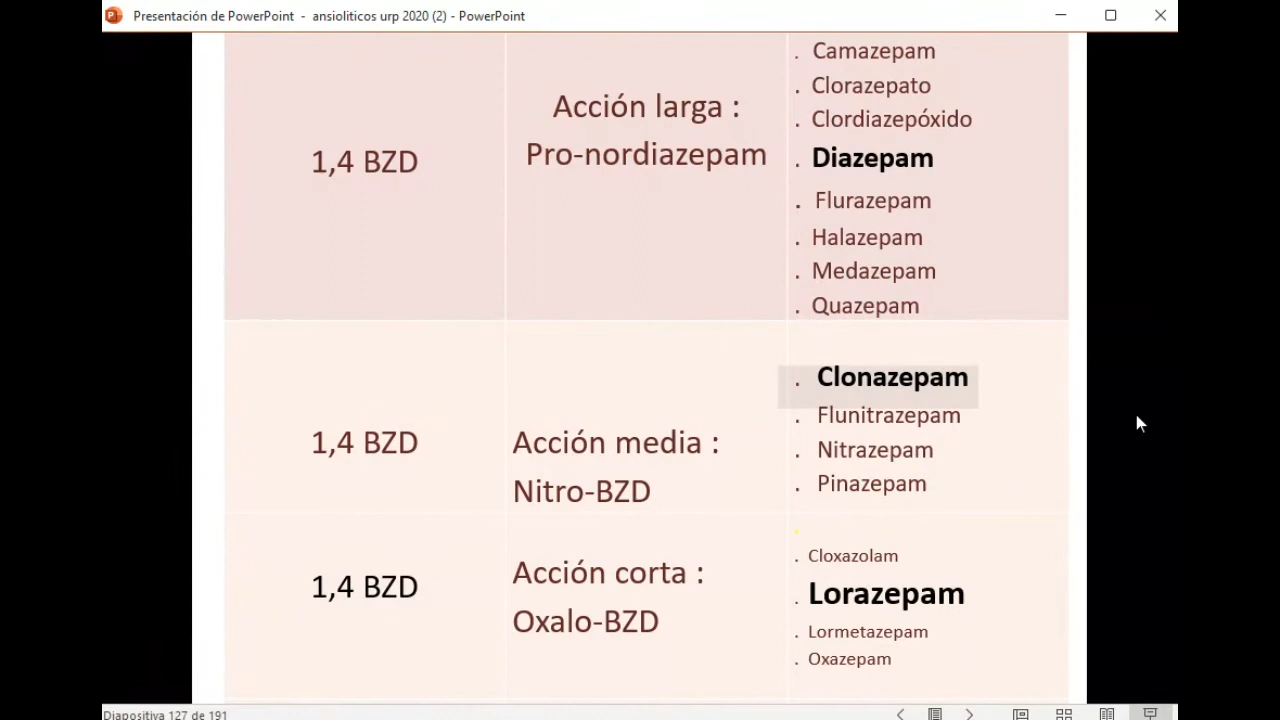 Presentación de PowerPoint - ansioliticos urp 2020 (2) - PowerPoint
1,4 BZD
Acción larga :
Pro-nordiazepam
. Camazepam
. Clorazepato
. Clordiazepóxido
. Diazepam
. Flurazepam
. Halazepam
. Medazepam
. Quazepam
1,4 BZD
Acción media :
Nitro-BZD
. Clonazepam
. Flunitrazepam
. Nitrazepam
. Pinazepam
1,4 BZD
Acción corta :
Oxalo-BZD
.
. Cloxazolam
. Lorazepam
. Lormetazepam
. Oxazepam
Diapositiva 127 de 191